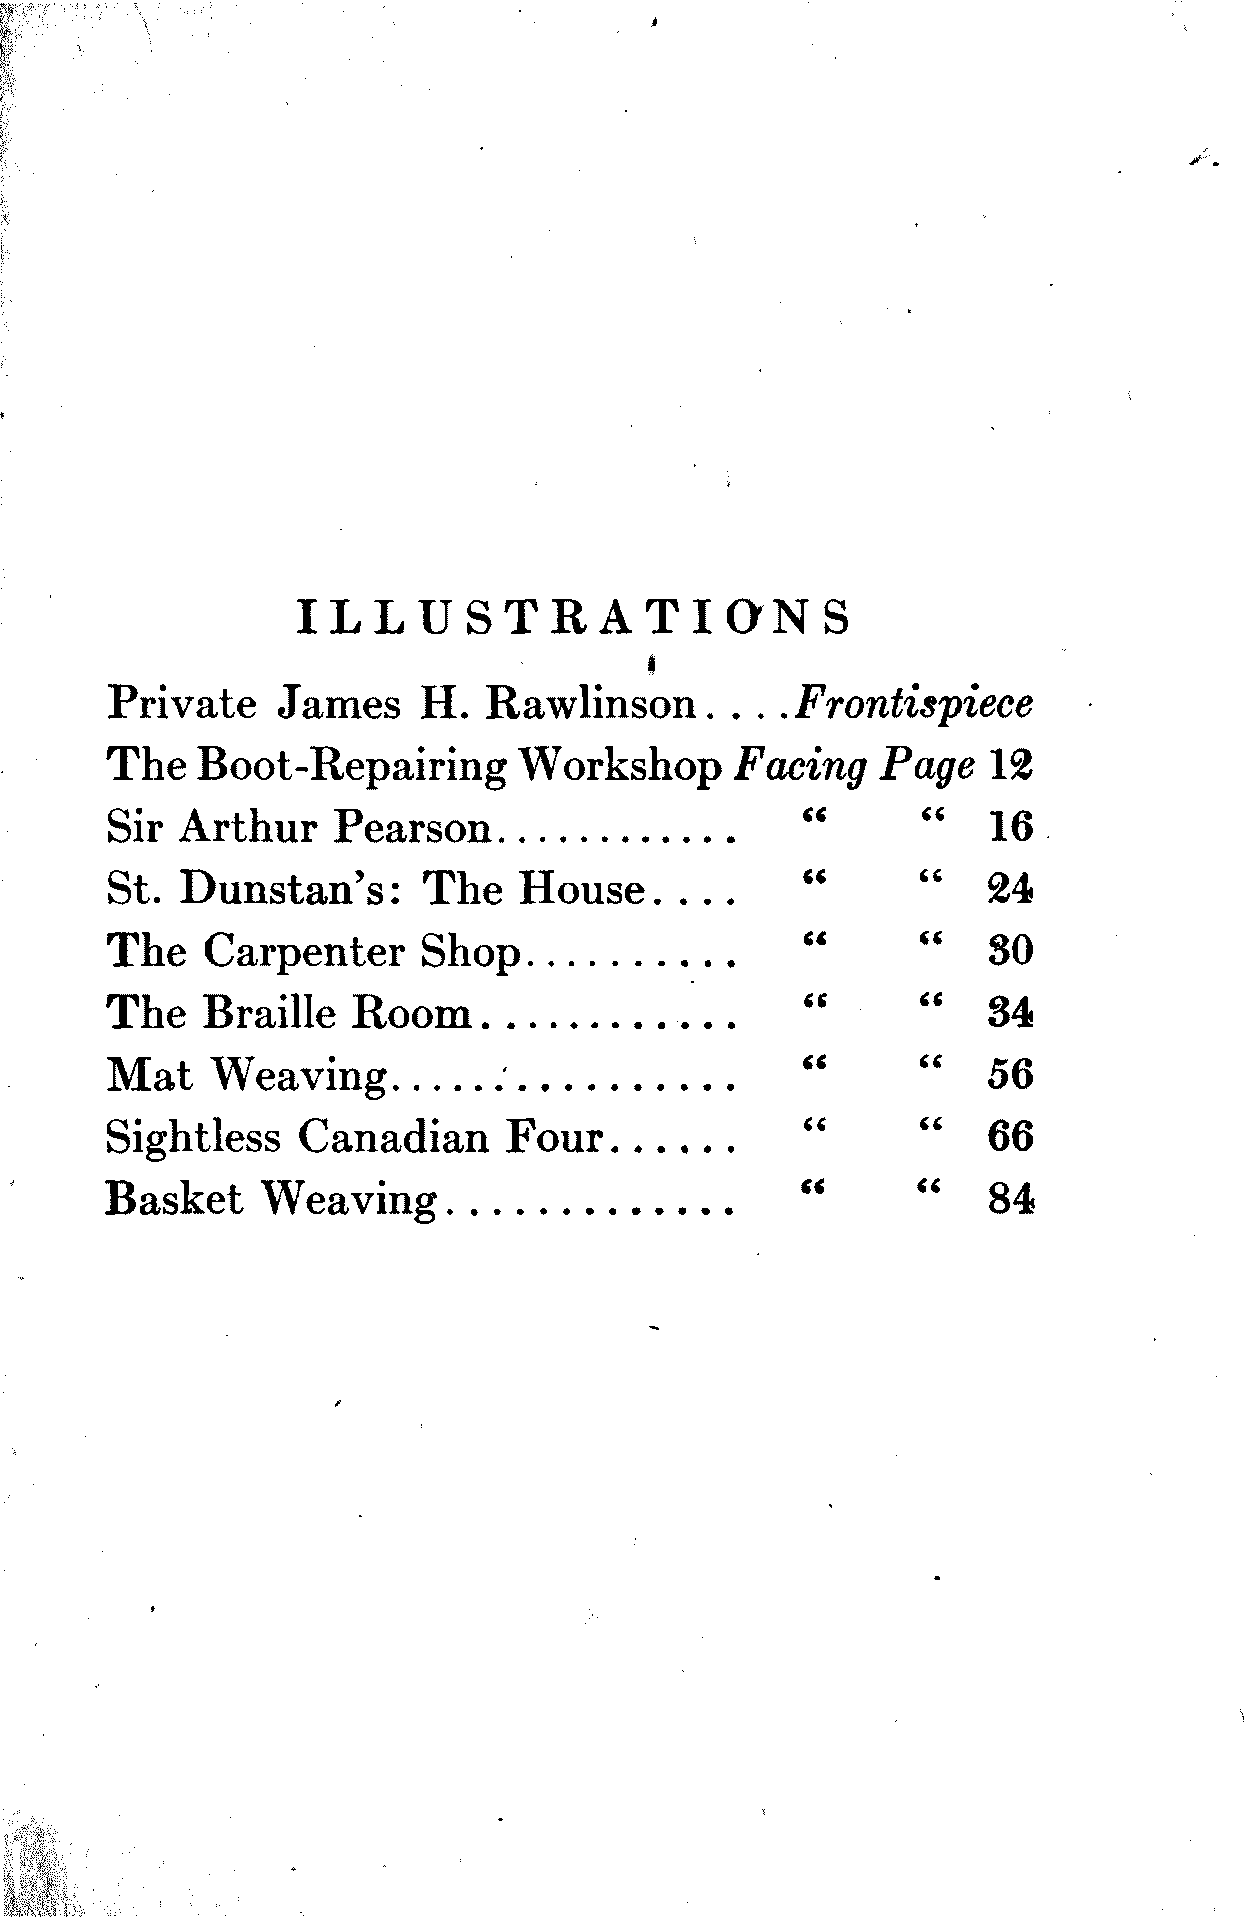 ILLUSTRATIONS
Private James H. Rawlinson....Frontispiece
The Boot-Repairing Workshop Facing Page 12
Sir Arthur Pearson............ “ “ 16
St. Dunstan's: The House.... “ “ 24
The Carpenter Shop.......... “ “ 30
The Braille Room............ “ “ 34
Mat Weaving............... “ “ 56
Sightless Canadian Four...... “ “ 66
Basket Weaving............. “ “ 84